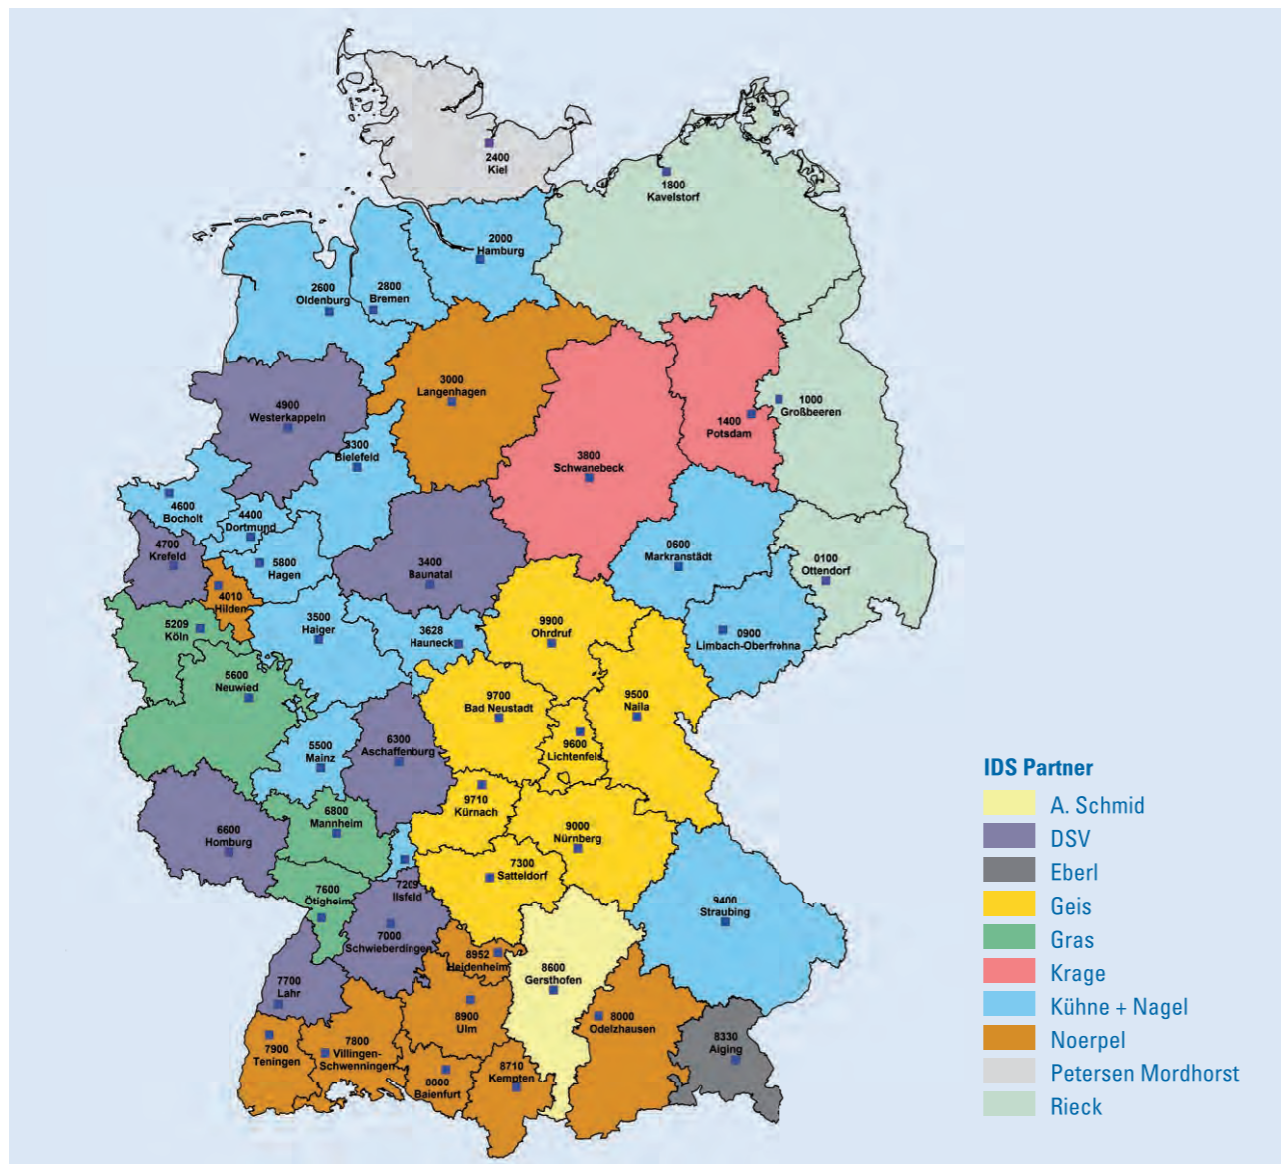 2400
Kiel
1800
Kavelstorf
2000
Hamburg
2600
Oldenburg
2800
Bremen
3000
Langenhagen
1000
Großbeeren
4900
Westerkappeln
1400
Potsdam
3300
Bielefeld
3800
Schwanebeck
4600
Bocholt
4400
Dortmund
4700
Krefeld
5800
Hagen
3400
Baunatal
0600
Markranstädt
0100
Ottendorf
4010
Hilden
5209
Köln
3500
Haiger
3628
Hauneck
9900
Ohrdruf
0900
Limbach-Oberfrohna
5600
Neuwied
9700
Bad Neustadt
9500
Naila
6300
Aschaffenburg
5500
Mainz
9600
Lichtenfels
IDS Partner
9710
Kürnach
A. Schmid
6800
Mannheim
6600
Homburg
9000
Nürnberg
DSV
7300
Satteldorf
Eberl
7209
Ilsfeld
7600
Ötigheim
9400
Straubing
Geis
7000
Schwieberdingen
Gras
8952
Heidenheim
8600
Gersthofen
Krage
7700
Lahr
Kühne + Nagel
8900
Ulm
8000
Odelzhausen
8330
Aiging
Noerpel
7900
Teningen
7800
Villingen-
Schwenningen
8710
Kempten
Petersen Mordhorst
Baienfurt
Rieck